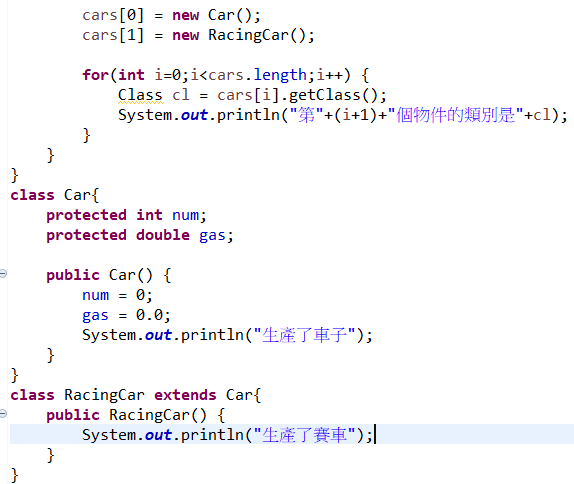 cars[0] = new Car();
cars[1] = new RacingCar();
for(int i=0;i<cars.length;i++) {
Class cl = cars[i].getClass();
System.out.println("第"+(i+1)+"個物件的類別是"+cl);
}
}
}
class Car{
protected int num;
protected double gas;
public Car() {
num = 0;
gas = 0.0;
System.out.println("生產了車子");
}
}
class RacingCar extends Car{
public RacingCar() {
System.out.println("生產了賽車");
}
}